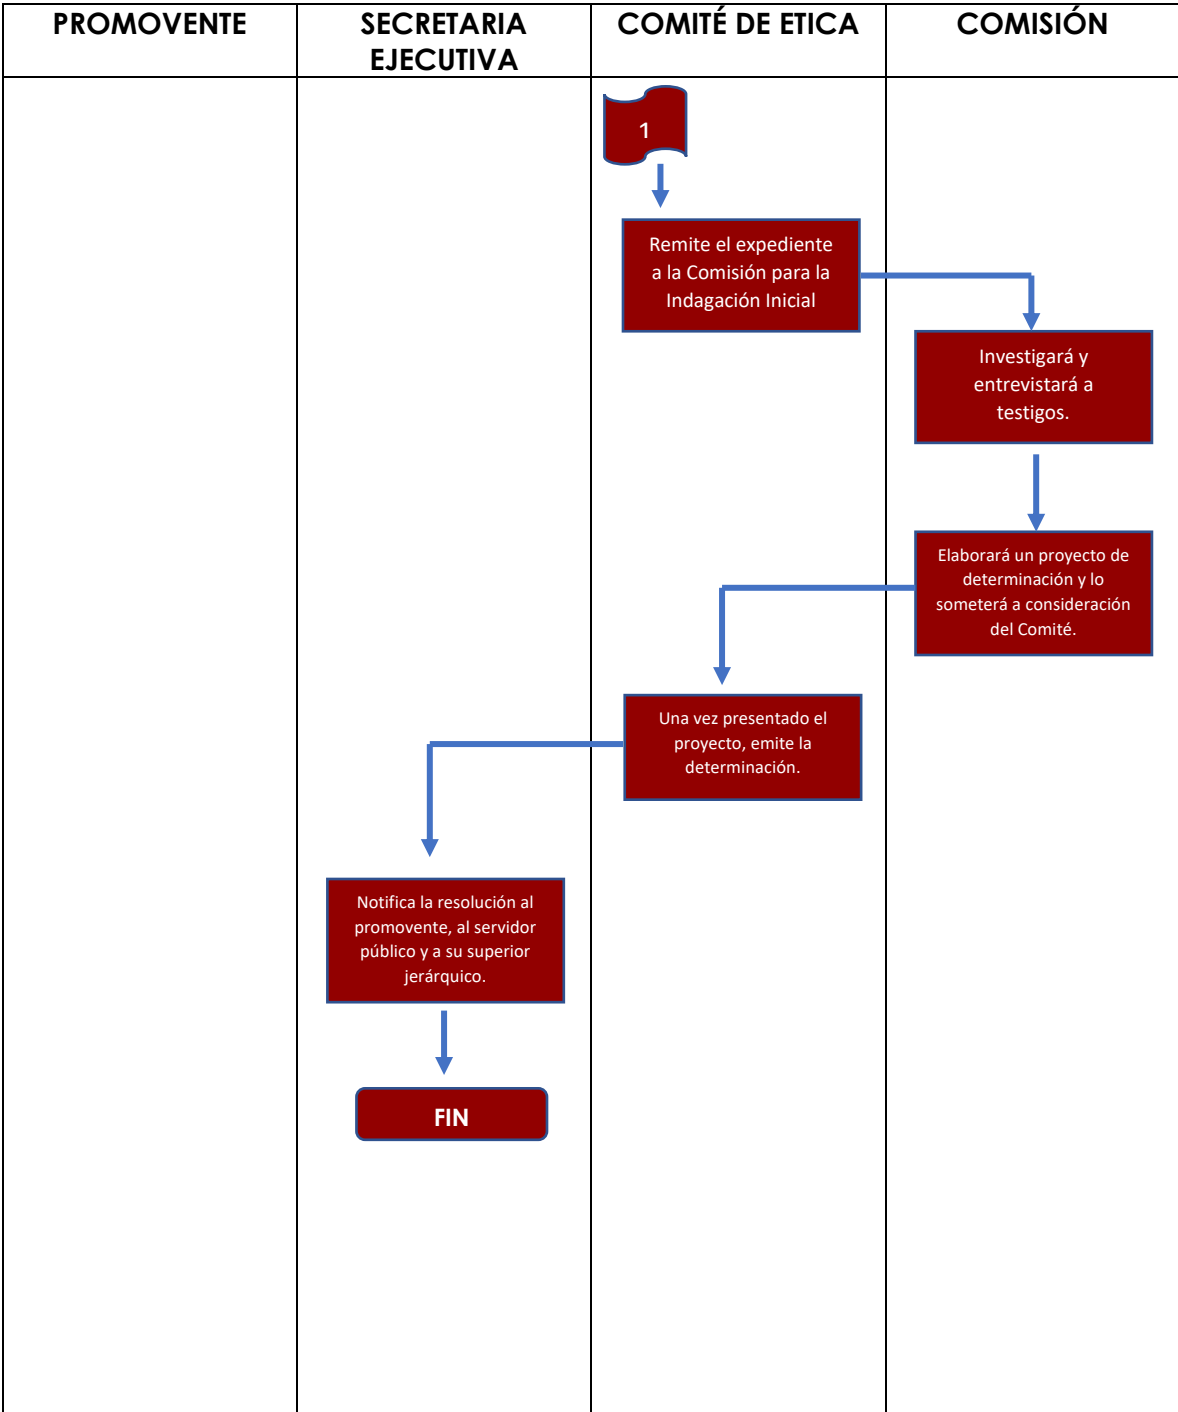 PROMOVENTE
SECRETARIA
EJECUTIVA
COMITÉ DE ETICA
COMISIÓN
1
Remite el expediente
a la Comisión para la
Indagación Inicial
Investigará y
entrevistará a
testigos.
Elaborará un proyecto de
determinación y lo
someterá a consideración
del Comité.
Una vez presentado el
proyecto, emite la
determinación.
Notifica la resolución al
promovente, al servidor
público y a su superior
jerárquico.
FIN